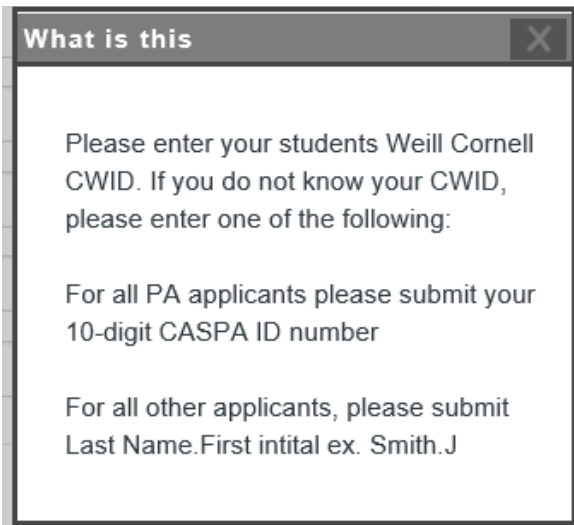 What is this X
Please enter your students Weill Cornell
CWID. If you do not know your CWID,
please enter one of the following:
For all PA applicants please submit your
10-digit CASPA ID number
For all other applicants, please submit
Last Name.First intital ex. Smith.J